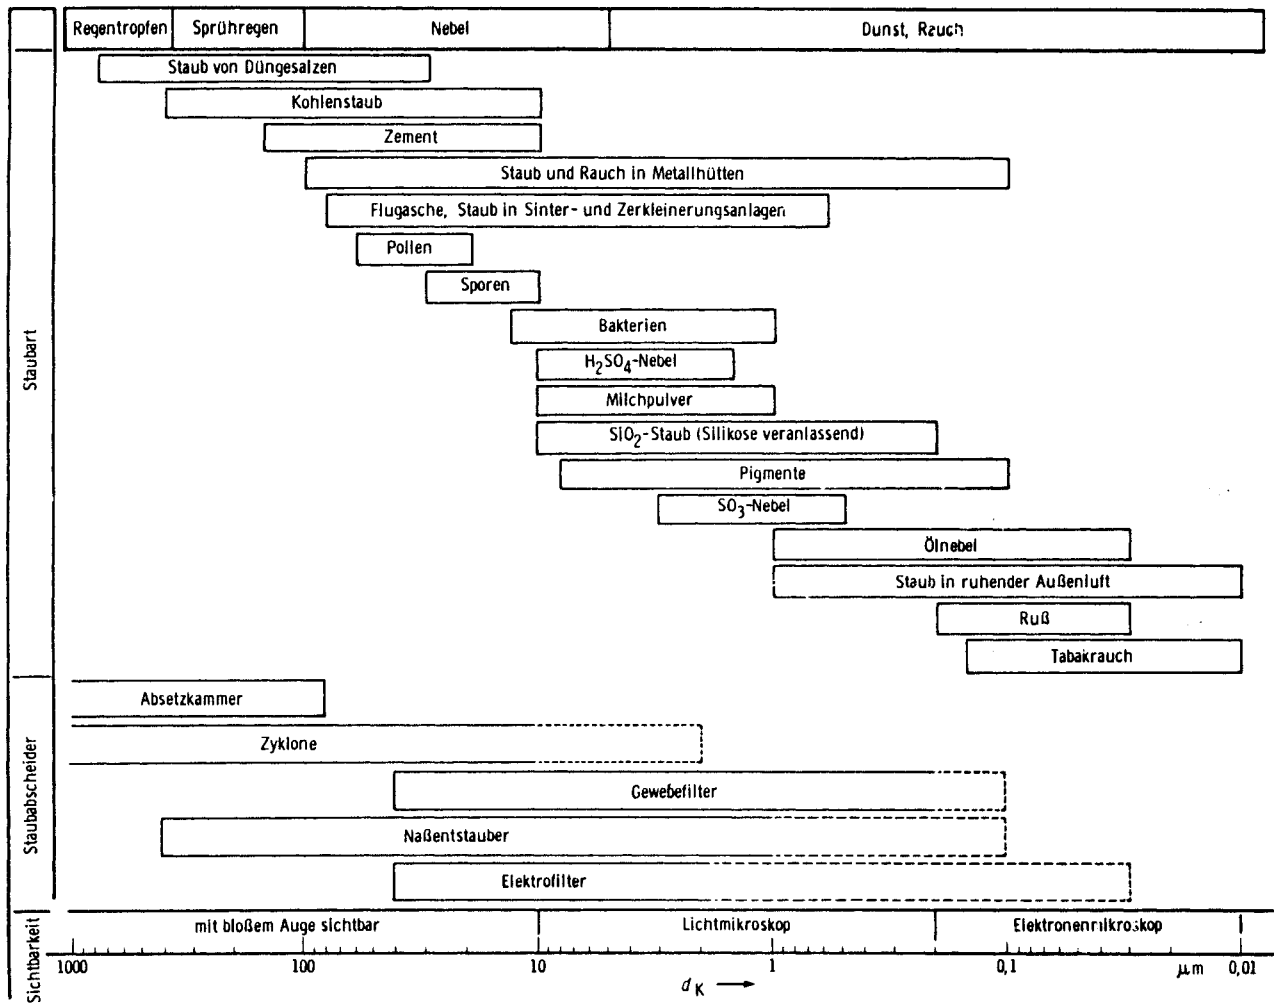 Regentropfen Sprühregen Nebel Dunst, Rauch
Staubart
Staub von Düngesalzen
Kohlenstaub
Zement
Staub und Rauch in Metallhütten
Flugasche, Staub in Sinter- und Zerkleinerungsanlagen
Pollen
Sporen
Bakterien
H₂SO₄-Nebel
Milchpulver
SiO₂-Staub (Silikose veranlassend)
Pigmente
SO₃-Nebel
Ölnebel
Staub in ruhender Außenluft
Ruß
Tabakrauch
Staubabscheider
Absetzkammer
Zyklone
Gewebefilter
Naßentstauber
Elektrofilter
Sichtbarkeit
mit bloßem Auge sichtbar Lichtmikroskop Elektronenmikroskop
1000 100 10 1 0,1 µm 0,01
d_K →